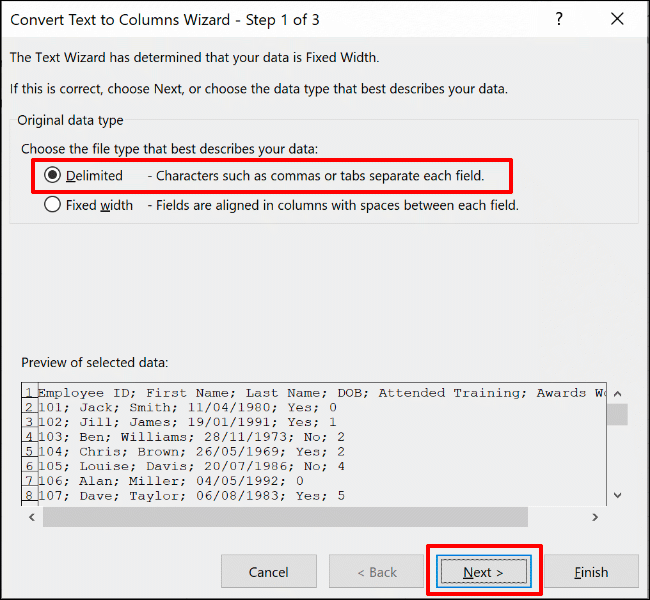 Convert Text to Columns Wizard - Step 1 of 3 ?
The Text Wizard has determined that your data is Fixed Width.
If this is correct, choose Next, or choose the data type that best describes your data.
Original data type
Choose the file type that best describes your data:
Delimited - Characters such as commas or tabs separate each field.
Fixed width - Fields are aligned in columns with spaces between each field.
Preview of selected data:
1 Employee ID; First Name; Last Name; DOB; Attended Training; Awards
2 101; Jack; Smith; 11/04/1980; Yes; 0
3 102; Jill; James; 19/01/1991; Yes; 1
4 103; Ben; Williams; 28/11/1973; No; 2
5 104; Chris; Brown; 26/05/1969; Yes; 2
6 105; Louise; Davis; 20/07/1986; No; 4
7 106; Alan; Miller; 04/05/1992; 0
8 107; Dave; Taylor; 06/08/1983; Yes; 5
Cancel < Back Next > Finish